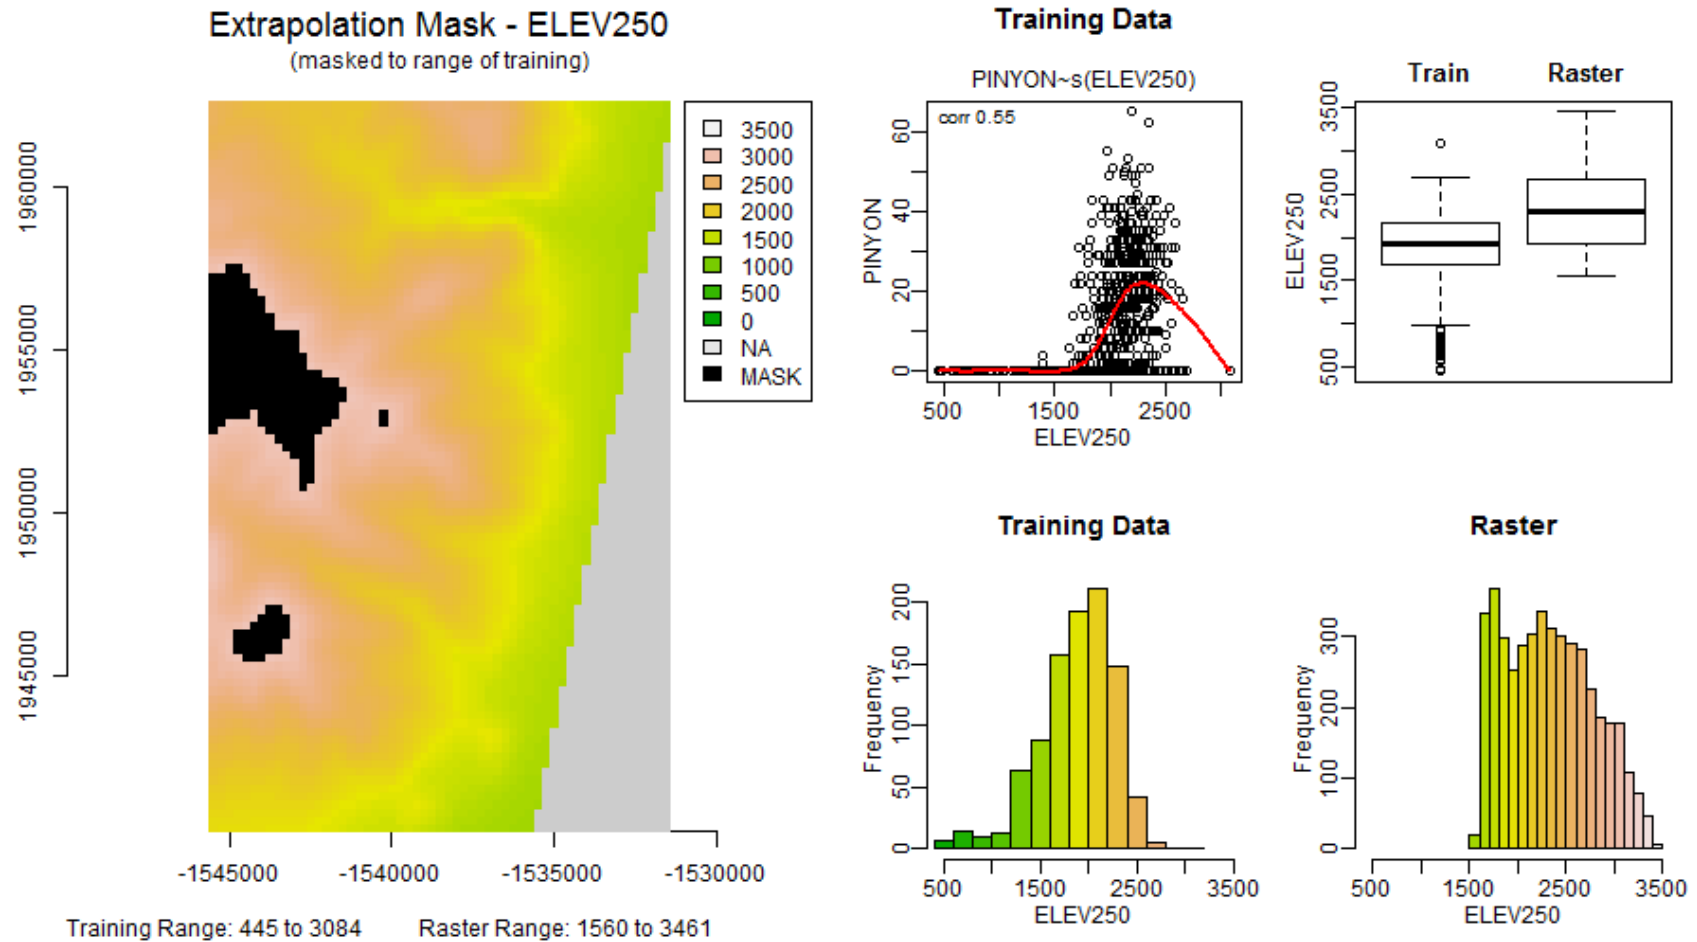 Extrapolation Mask - ELEV250
(masked to range of training)
1960000
1955000
1950000
1945000
-1545000 -1540000 -1535000 -1530000
3500
3000
2500
2000
1500
1000
500
0
NA
MASK
Training Range: 445 to 3084 Raster Range: 1560 to 3461
Training Data
PINYON~s(ELEV250)
corr 0.55
PINYON
60
40
20
0
500 1500 2500
ELEV250
Train Raster
ELEV250
3500
2500
1500
500
Training Data
Frequency
200
150
100
50
0
500 1500 2500 3500
ELEV250
Raster
Frequency
300
200
100
0
500 1500 2500 3500
ELEV250